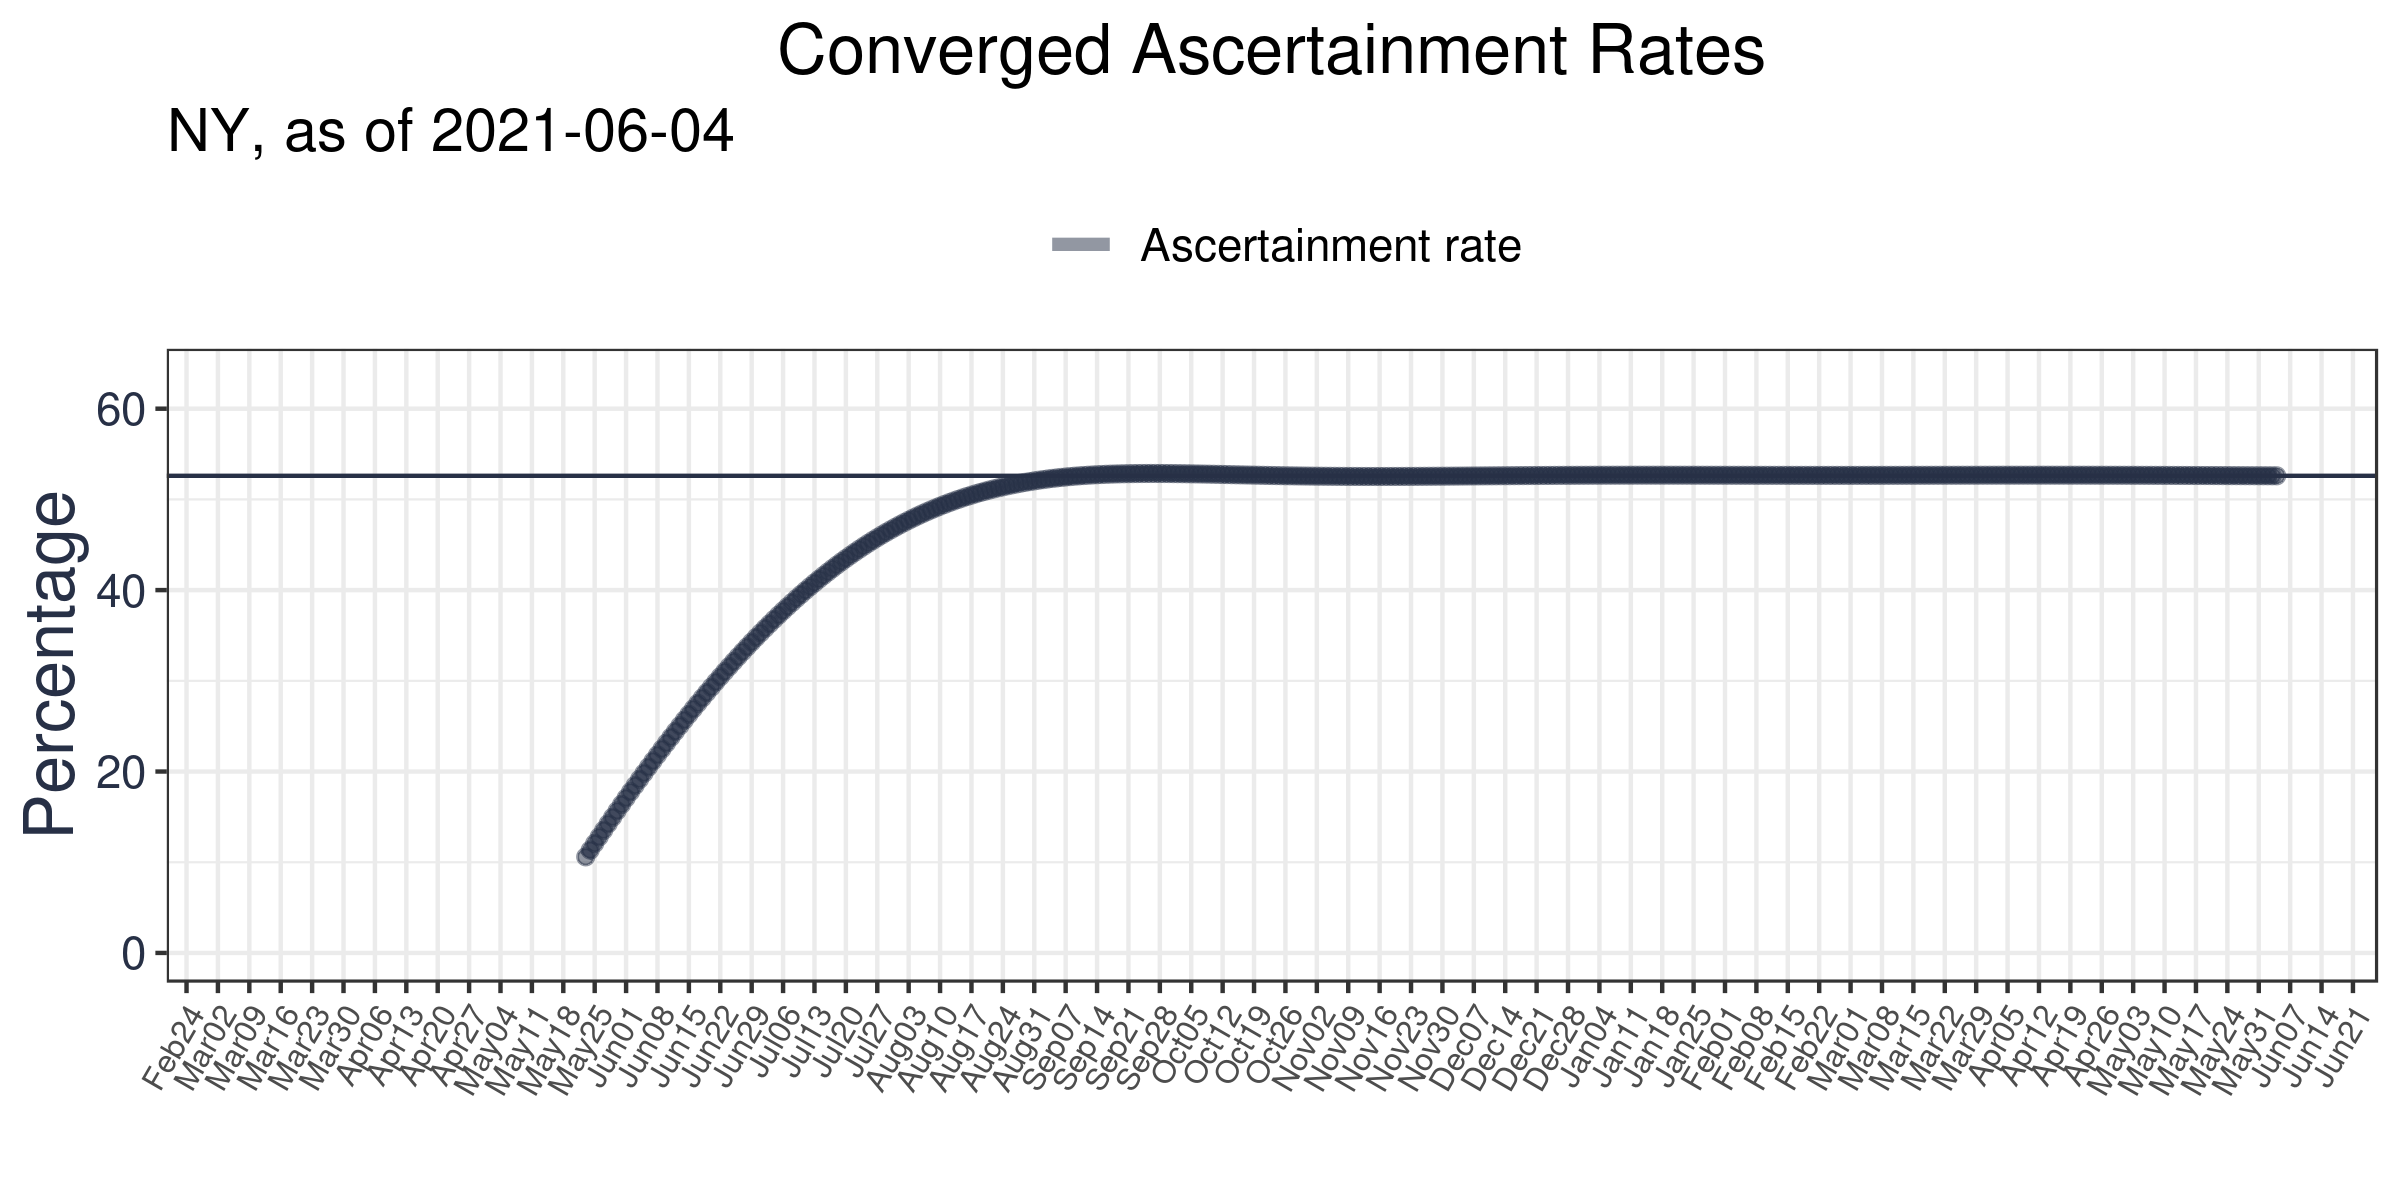 Converged Ascertainment Rates
NY, as of 2021-06-04
Ascertainment rate
Percentage
60
40
20
0
Feb24
Mar02
Mar09
Mar16
Mar23
Mar30
Apr06
Apr13
Apr20
Apr27
May04
May11
May18
May25
Jun01
Jun08
Jun15
Jun22
Jun29
Jul06
Jul13
Jul20
Jul27
Aug03
Aug10
Aug17
Aug24
Aug31
Sep07
Sep14
Sep21
Sep28
Oct05
Oct12
Oct19
Oct26
Nov02
Nov09
Nov16
Nov23
Nov30
Dec07
Dec14
Dec21
Dec28
Jan04
Jan11
Jan18
Jan25
Feb01
Feb08
Feb15
Feb22
Mar01
Mar08
Mar15
Mar22
Mar29
Apr05
Apr12
Apr19
Apr26
May03
May10
May17
May24
May31
Jun07
Jun14
Jun21